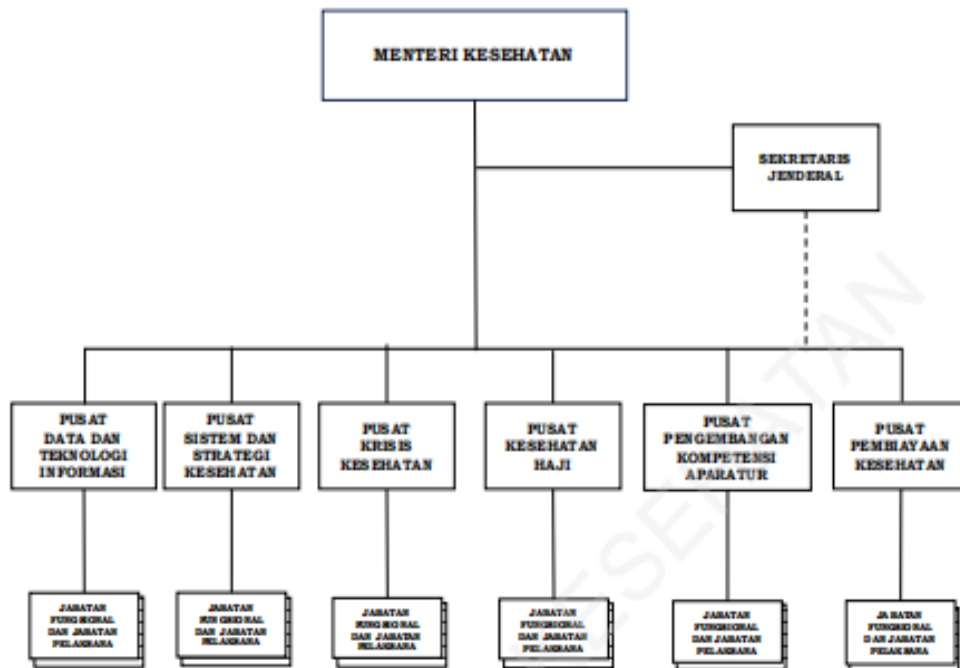 MENTERI KESEHATAN
SEKRETARIS
JENDERAL
PUSAT
DATA DAN
TEKNOLOGI
INFORMASI
PUSAT
SISTEM DAN
STRATEGI
KESEHATAN
PUSAT
KRISIS
KESEHATAN
PUSAT
KESEHATAN
HAJI
PUSAT
PENGEMBANGAN
KOMPETENSI
APARATUR
PUSAT
PEMBIAYAAN
KESEHATAN
JABATAN
FUNGSIONAL
DAN JABATAN
PELAKSANA
JABATAN
FUNGSIONAL
DAN JABATAN
PELAKSANA
JABATAN
FUNGSIONAL
DAN JABATAN
PELAKSANA
JABATAN
FUNGSIONAL
DAN JABATAN
PELAKSANA
JABATAN
FUNGSIONAL
DAN JABATAN
PELAKSANA
JABATAN
FUNGSIONAL
DAN JABATAN
PELAKSANA
KESEHATAN